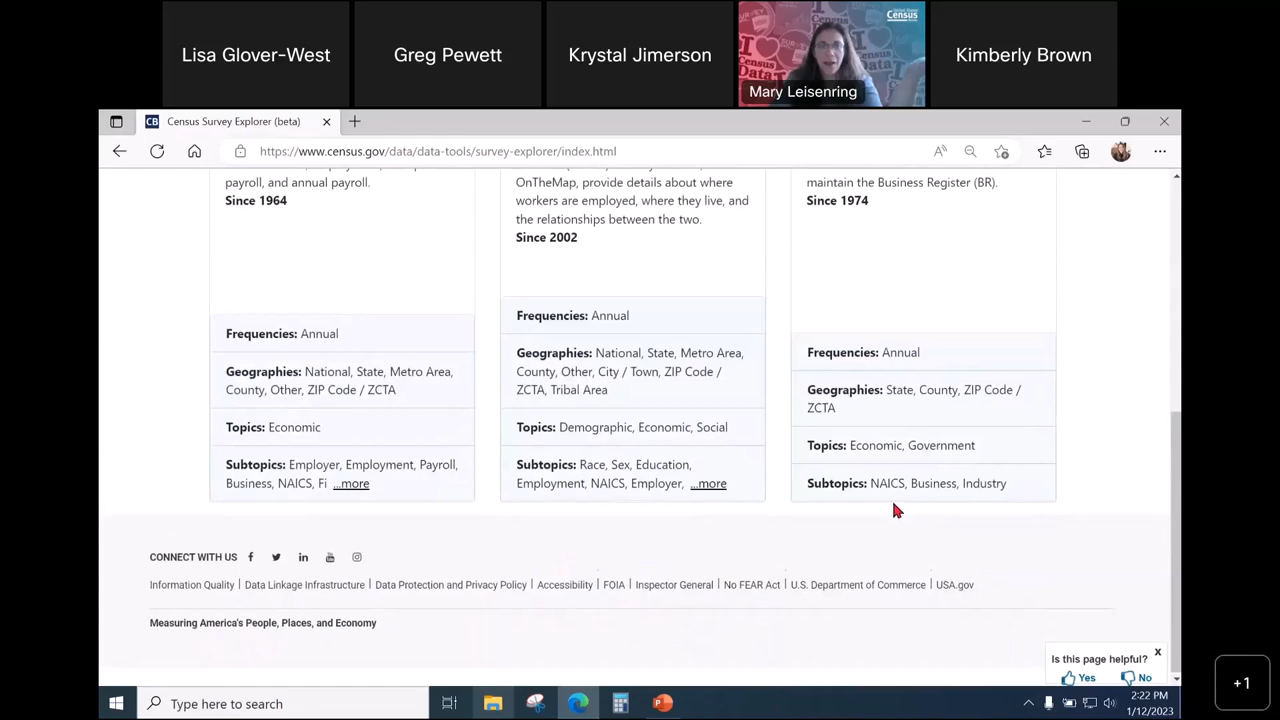 Lisa Glover-West
Greg Pewett
Krystal Jimerson
United States
Census
Mary Leisenring
Kimberly Brown
Census Survey Explorer (beta)
https://www.census.gov/data/data-tools/survey-explorer/index.html
payroll, and annual payroll.
Since 1964
OnTheMap, provide details about where
workers are employed, where they live, and
the relationships between the two.
Since 2002
maintain the Business Register (BR).
Since 1974
Frequencies: Annual
Geographies: National, State, Metro Area,
County, Other, ZIP Code / ZCTA
Topics: Economic
Subtopics: Employer, Employment, Payroll,
Business, NAICS, Fi ...more
Frequencies: Annual
Geographies: National, State, Metro Area,
County, Other, City / Town, ZIP Code /
ZCTA, Tribal Area
Topics: Demographic, Economic, Social
Subtopics: Race, Sex, Education,
Employment, NAICS, Employer, ...more
Frequencies: Annual
Geographies: State, County, ZIP Code /
ZCTA
Topics: Economic, Government
Subtopics: NAICS, Business, Industry
CONNECT WITH US
Information Quality | Data Linkage Infrastructure | Data Protection and Privacy Policy | Accessibility | FOIA | Inspector General | No FEAR Act | U.S. Department of Commerce | USA.gov
Measuring America's People, Places, and Economy
Is this page helpful? X
Yes No
Type here to search
2:22 PM
1/12/2023
+1